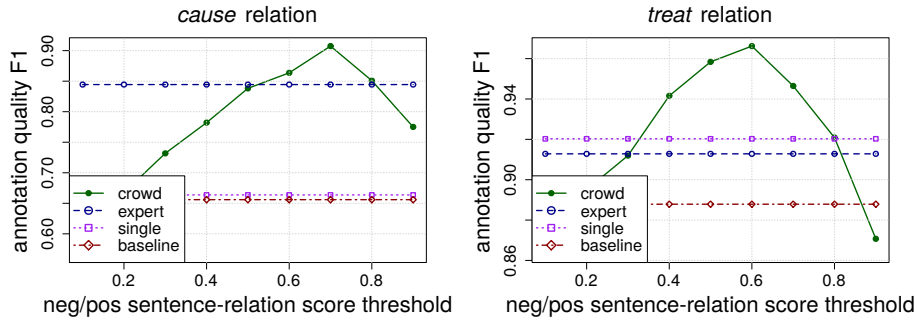 cause relation
annotation quality F1
0.90
0.80
0.70
0.60
crowd
expert
single
baseline
0.2
0.4
0.6
0.8
neg/pos sentence-relation score threshold
treat relation
annotation quality F1
0.94
0.90
0.86
crowd
expert
single
baseline
0.2
0.4
0.6
0.8
neg/pos sentence-relation score threshold